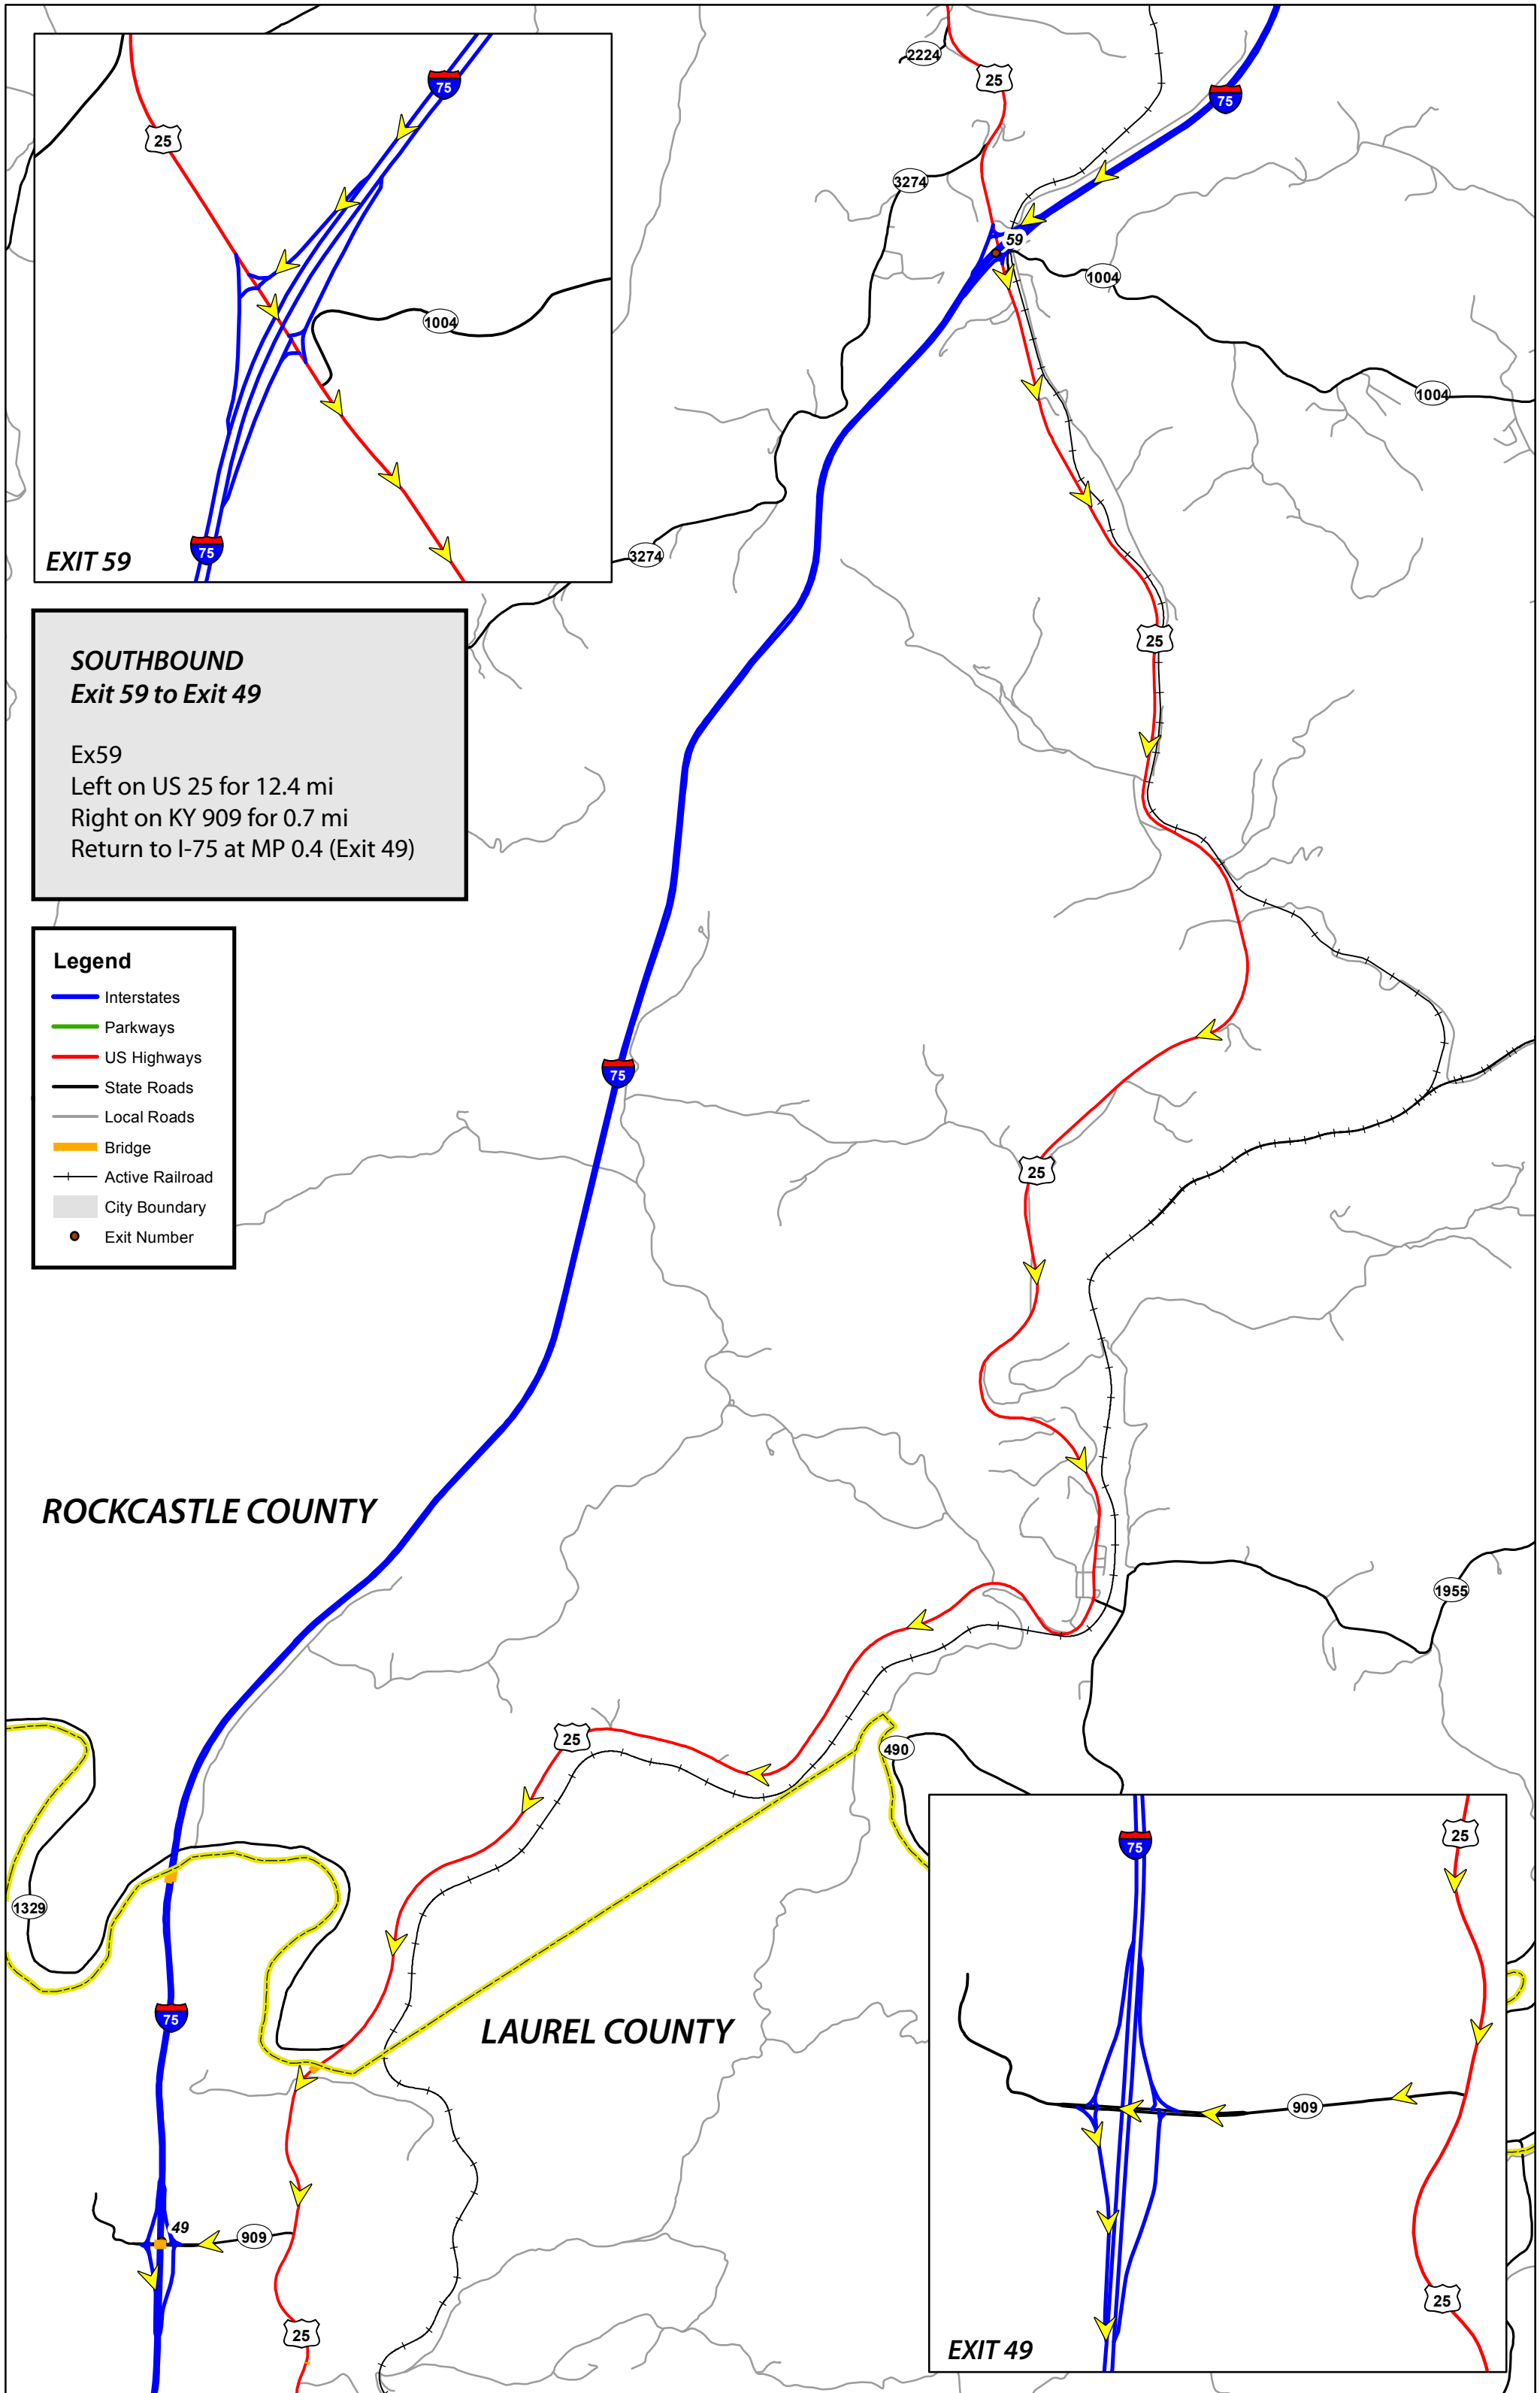 2224
25
75
75
25
3274
59
1004
1004
1004
75
EXIT 59
3274
25
SOUTHBOUND
Exit 59 to Exit 49
Ex59
Left on US 25 for 12.4 mi
Right on KY 909 for 0.7 mi
Return to I-75 at MP 0.4 (Exit 49)
Legend
Interstates
Parkways
US Highways
State Roads
Local Roads
Bridge
Active Railroad
City Boundary
Exit Number
75
25
ROCKCASTLE COUNTY
1955
25
490
75
25
1329
75
LAUREL COUNTY
909
49
909
25
25
EXIT 49